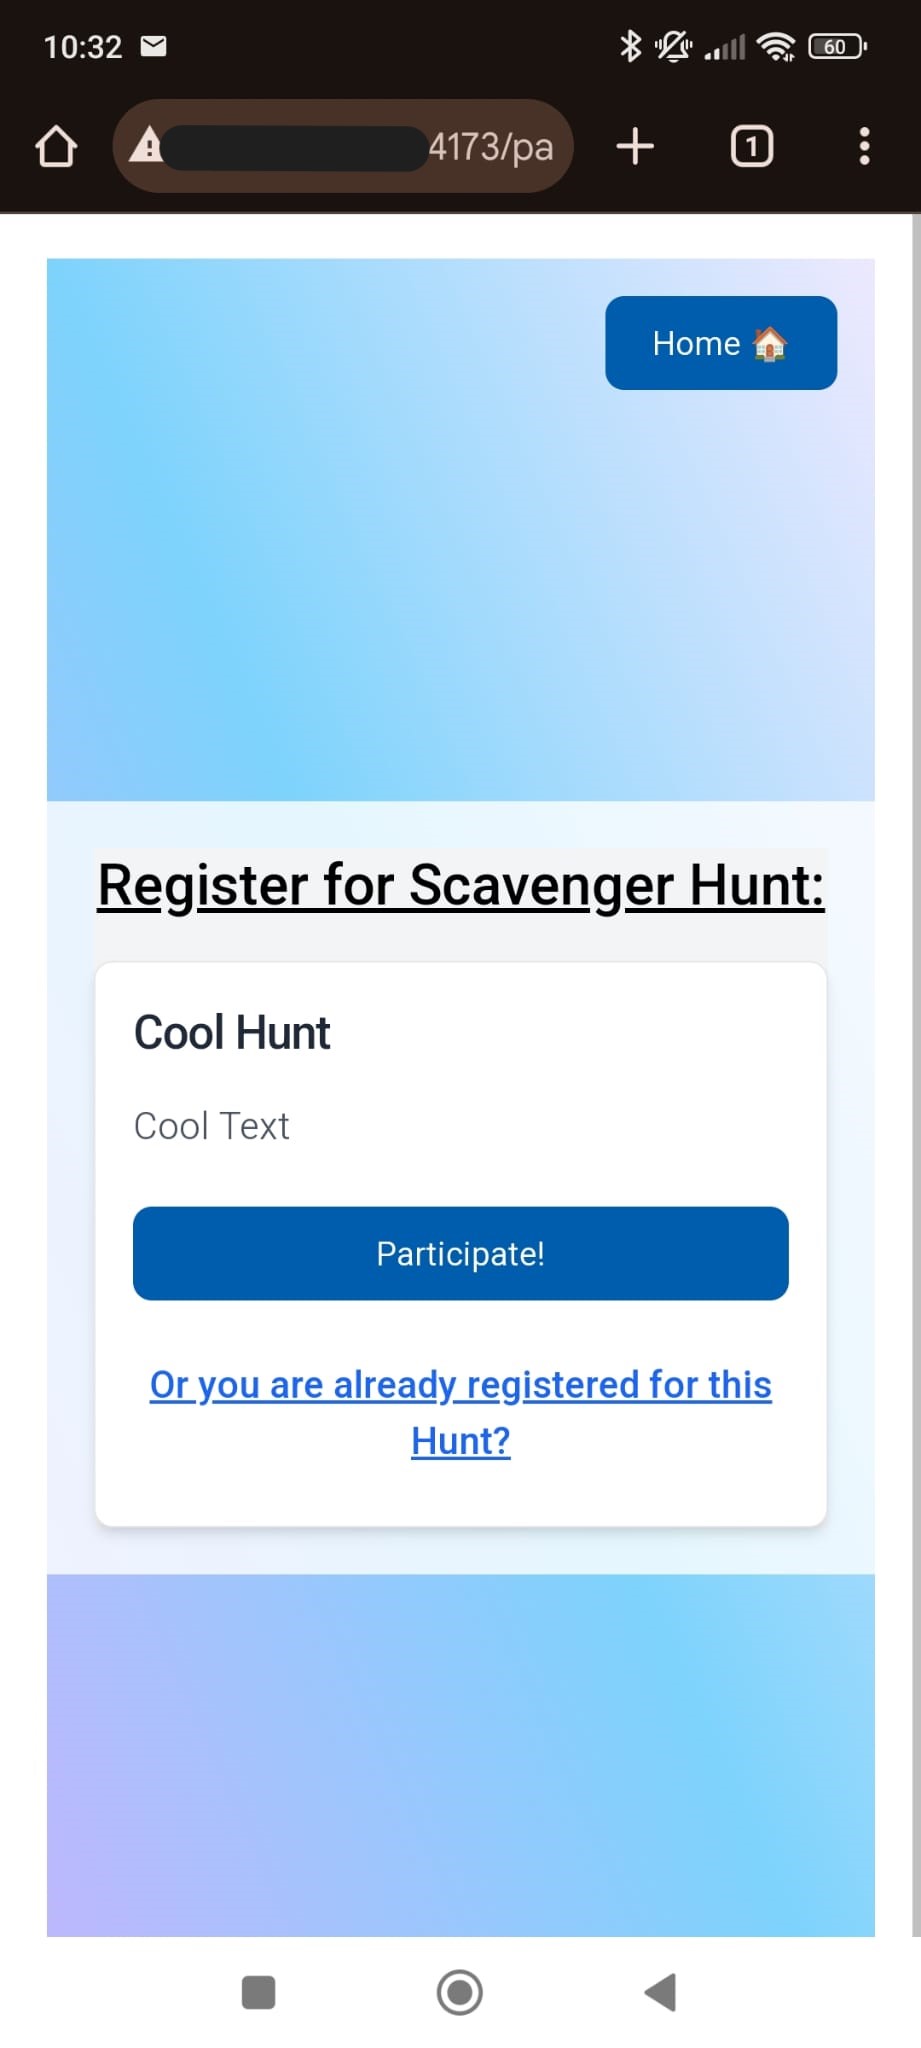 10:32
60
4173/pa
1
Home 🏠
Register for Scavenger Hunt:
Cool Hunt
Cool Text
Participate!
Or you are already registered for this
Hunt?